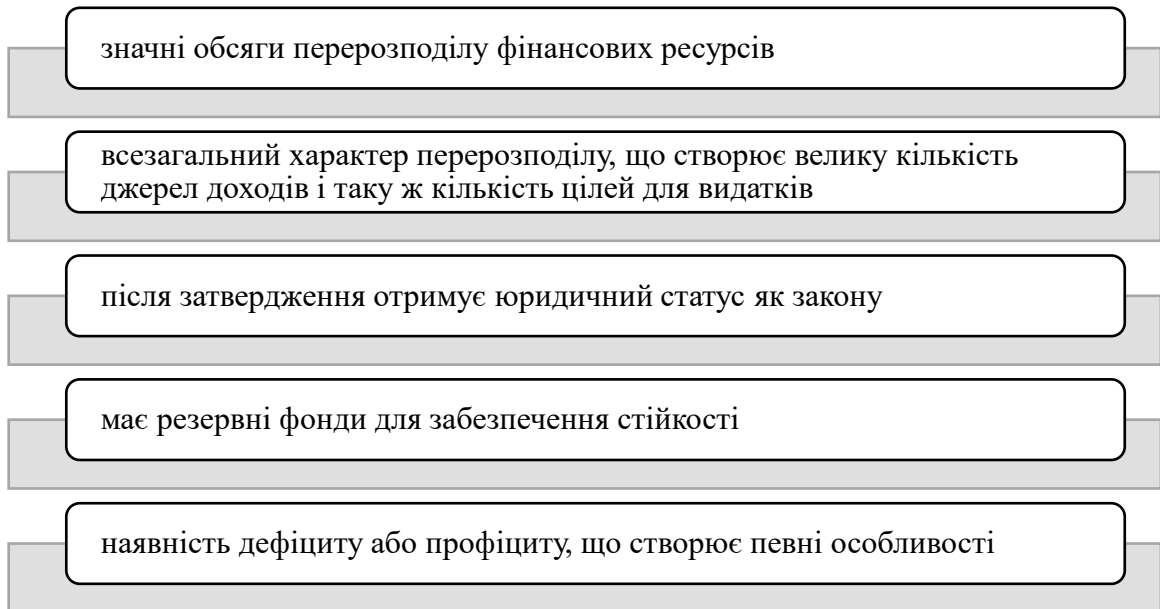 значні обсяги перерозподілу фінансових ресурсів
всезагальний характер перерозподілу, що створює велику кількість
джерел доходів і таку ж кількість цілей для видатків
після затвердження отримує юридичний статус як закону
має резервні фонди для забезпечення стійкості
наявність дефіциту або профіциту, що створює певні особливості